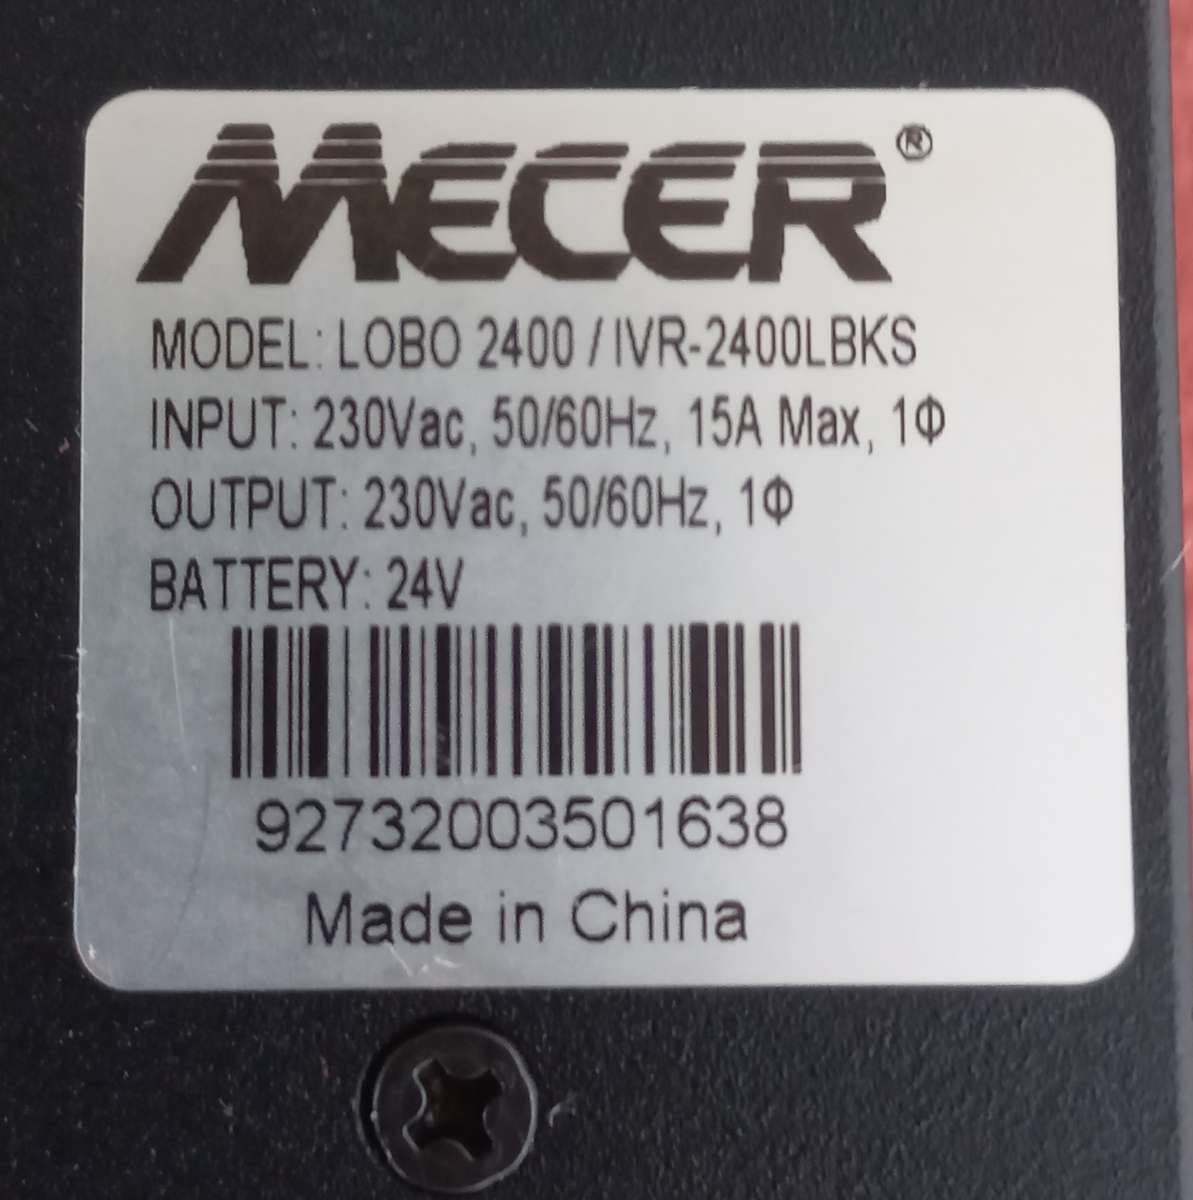 MECER®
MODEL: LOBO 2400 / IVR-2400LBKS
INPUT: 230Vac, 50/60Hz, 15A Max, 1Φ
OUTPUT: 230Vac, 50/60Hz, 1Φ
BATTERY: 24V
92732003501638
Made in China